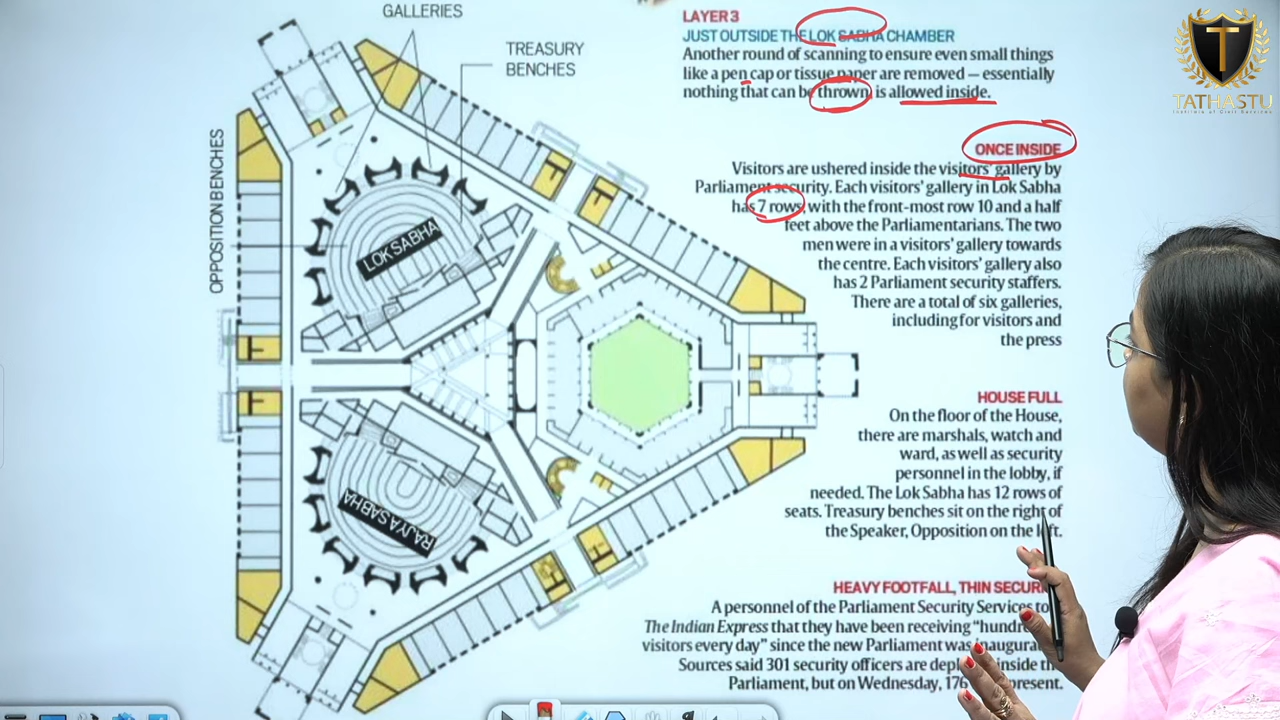 GALLERIES
TREASURY
BENCHES
OPPOSITION BENCHES
LOK SABHA
RAJYA SABHA
LAYER 3
JUST OUTSIDE THE LOK SABHA CHAMBER
Another round of scanning to ensure even small things
like a pen cap or tissue paper are removed — essentially
nothing that can be thrown, is allowed inside.
ONCE INSIDE
Visitors are ushered inside the visitors' gallery by
Parliament security. Each visitors' gallery in Lok Sabha
has 7 rows, with the front-most row 10 and a half
feet above the Parliamentarians. The two
men were in a visitors' gallery towards
the centre. Each visitors' gallery also
has 2 Parliament security staffers.
There are a total of six galleries,
including for visitors and
the press
HOUSE FULL
On the floor of the House,
there are marshals, watch and
ward, as well as security
personnel in the lobby, if
needed. The Lok Sabha has 12 rows of
seats. Treasury benches sit on the right of
the Speaker, Opposition on the left.
HEAVY FOOTFALL, THIN
A personnel of the Parliament Security Services
The Indian Express that they have been receiving
visitors every day" since the new Parliament was
Sources said 301 security officers are inside
Parliament, but on Wednesday, 176 present.
T
TATHASTU
Institute of Civil Services